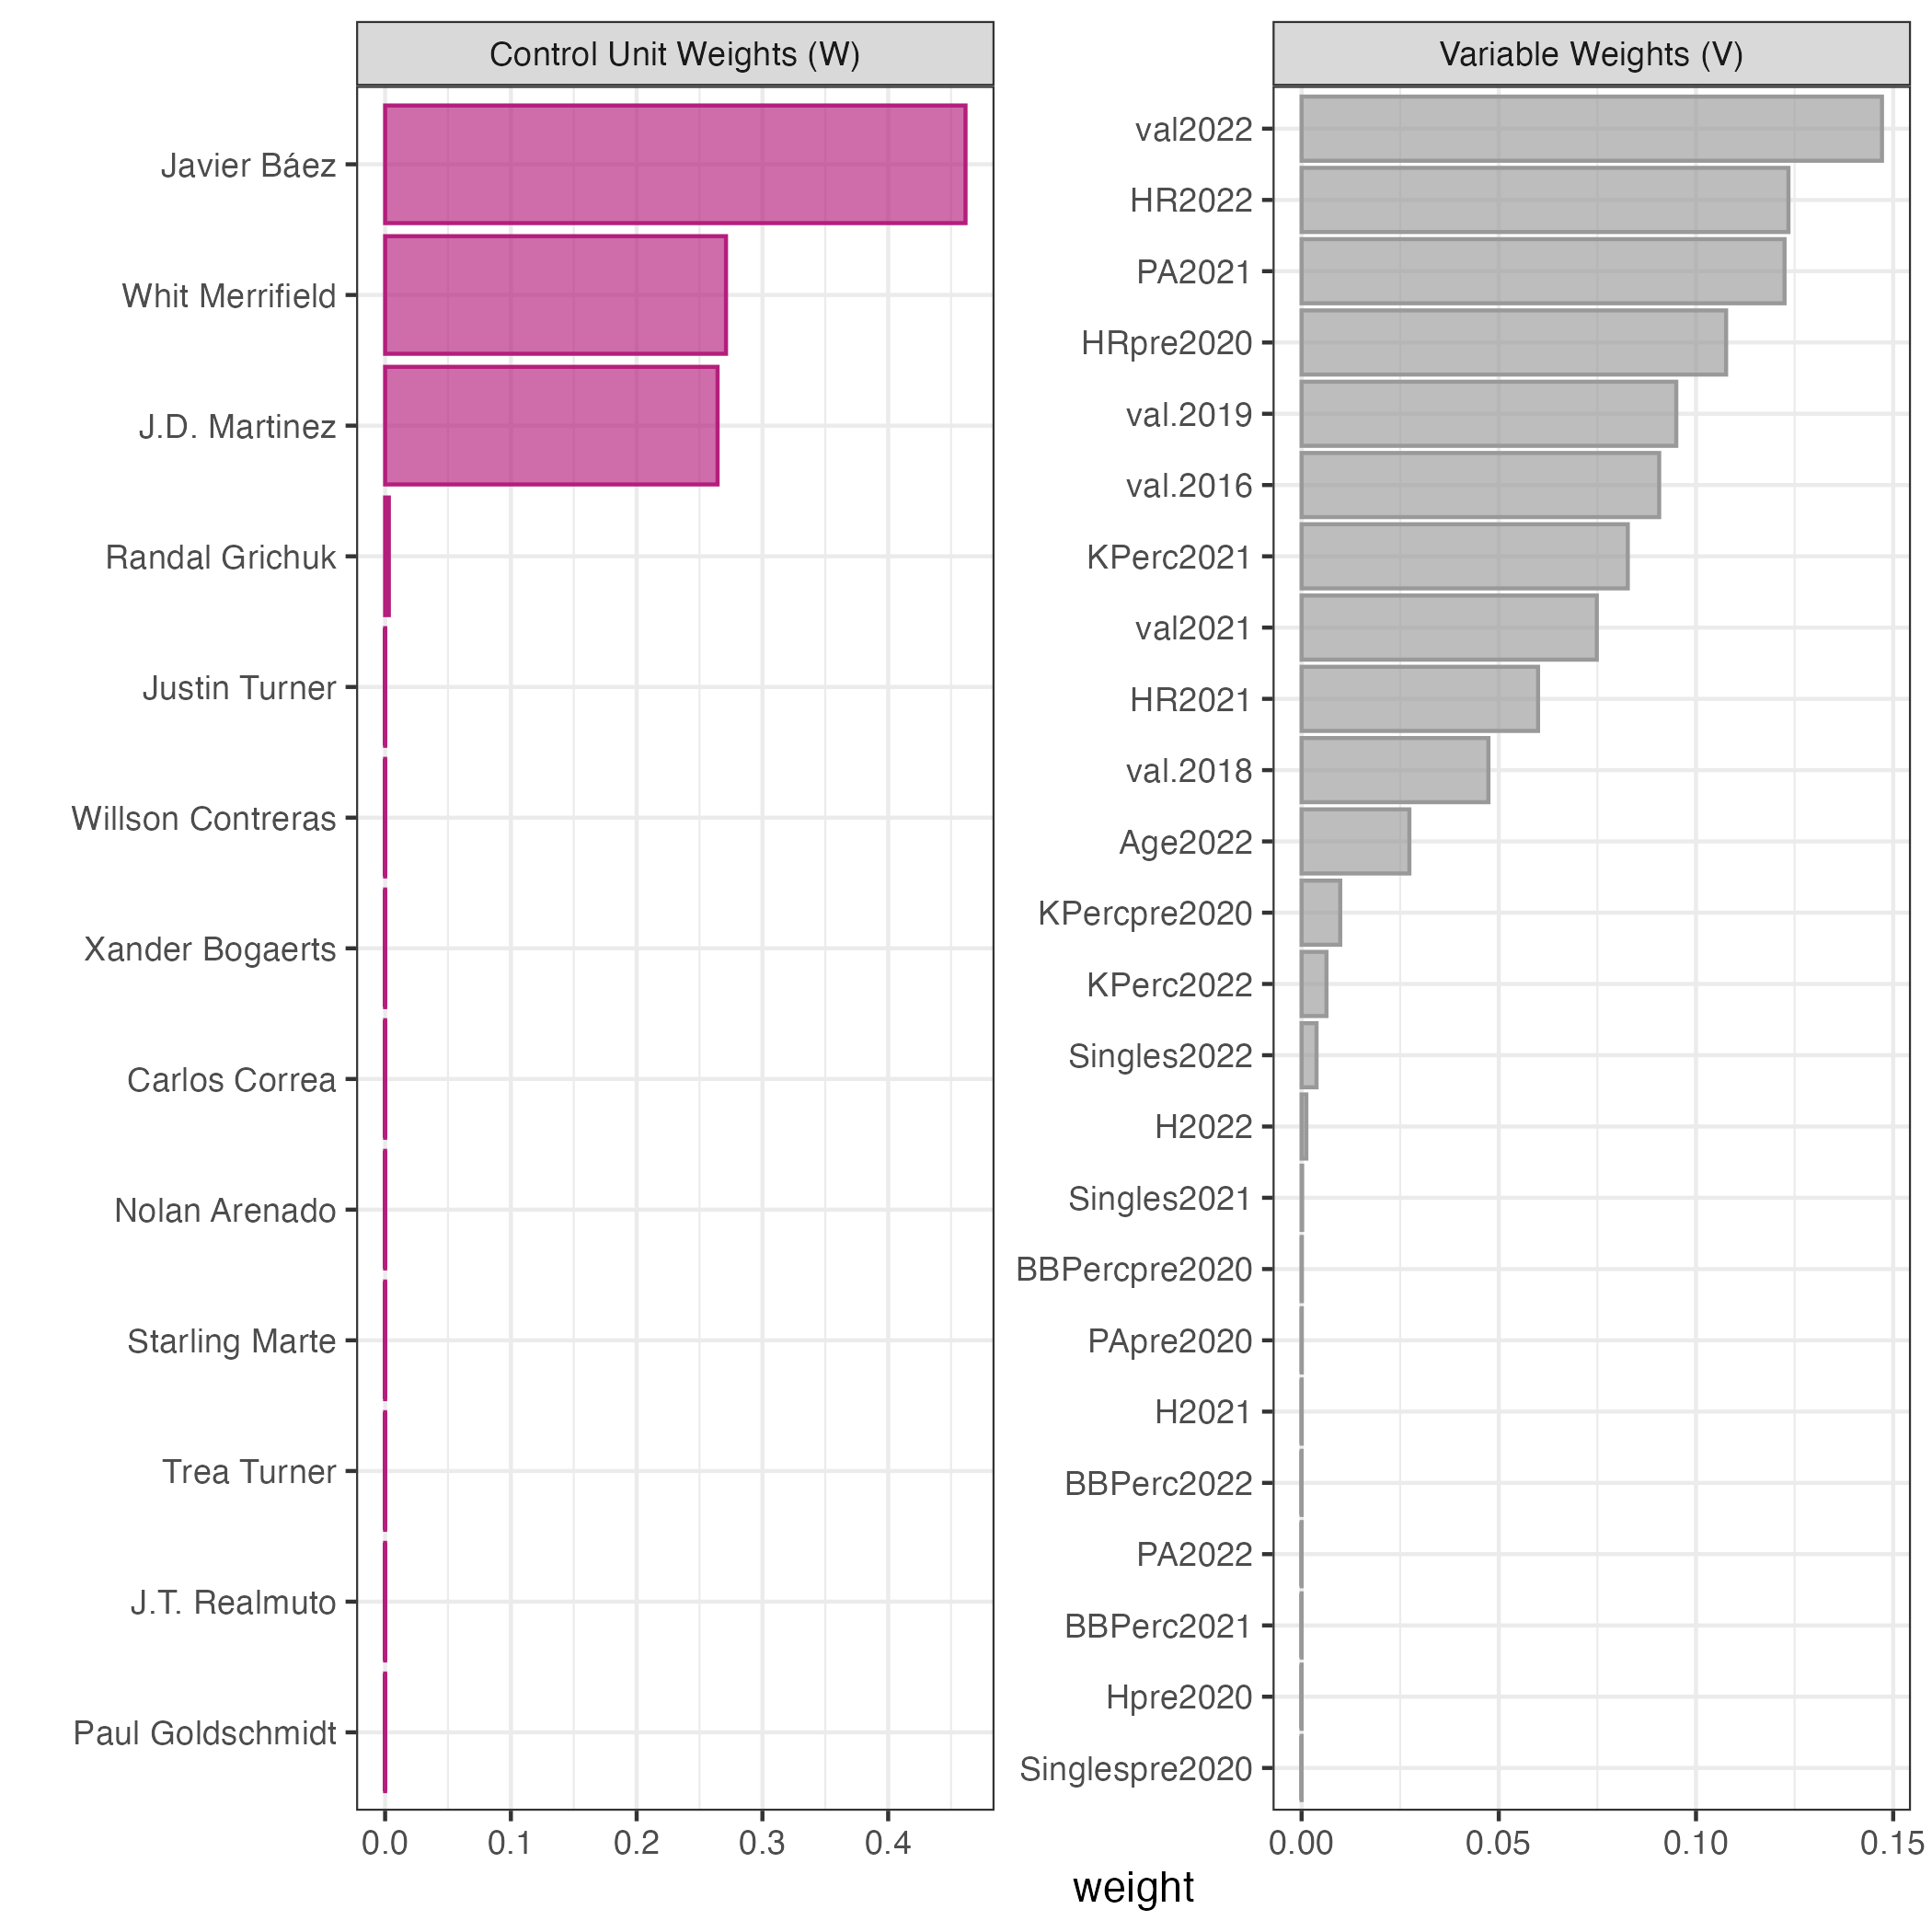 Control Unit Weights (W)
Javier Báez
Whit Merrifield
J.D. Martinez
Randal Grichuk
Justin Turner
Willson Contreras
Xander Bogaerts
Carlos Correa
Nolan Arenado
Starling Marte
Trea Turner
J.T. Realmuto
Paul Goldschmidt
0.0 0.1 0.2 0.3 0.4
Variable Weights (V)
val2022
HR2022
PA2021
HRpre2020
val.2019
val.2016
KPerc2021
val2021
HR2021
val.2018
Age2022
KPercpre2020
KPerc2022
Singles2022
H2022
Singles2021
BBPercpre2020
PApre2020
H2021
BBPerc2022
PA2022
BBPerc2021
Hpre2020
Singlespre2020
0.00 0.05 0.10 0.15
weight